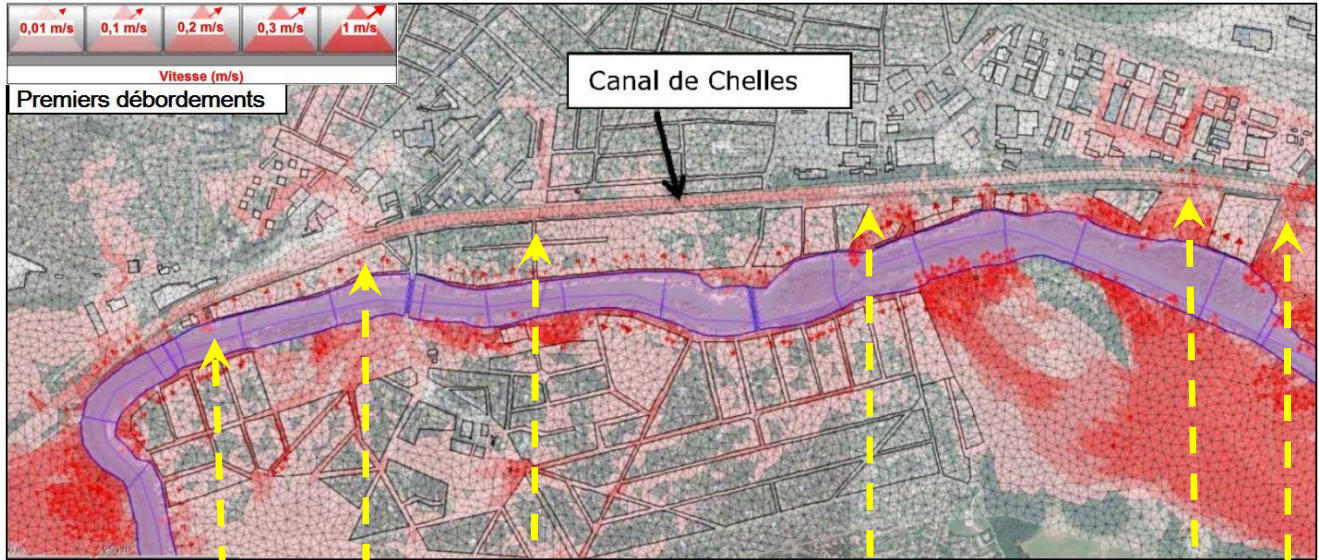 0,01 m/s 0,1 m/s 0,2 m/s 0,3 m/s 1 m/s
Vitesse (m/s)
Premiers débordements
Canal de Chelles